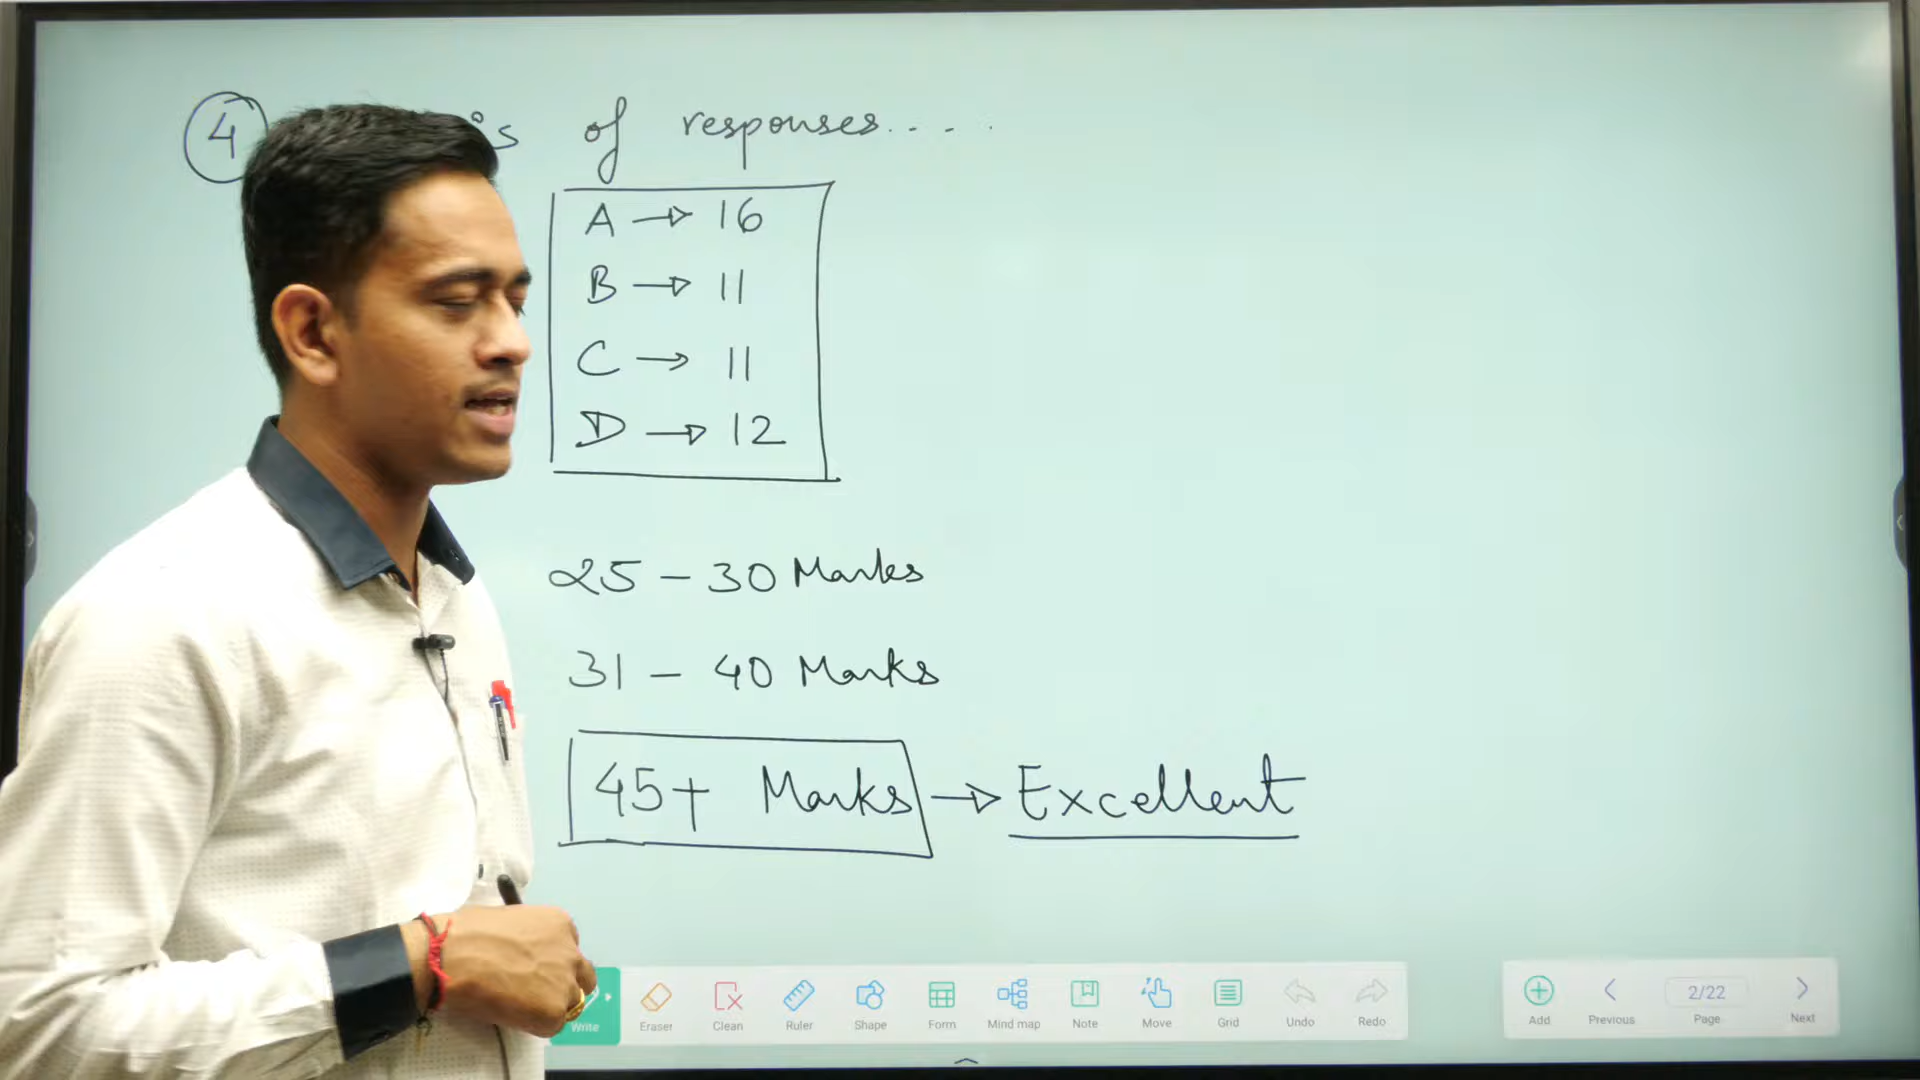 4 of responses.....
A → 16
B → 11
C → 11
D → 12
25 – 30 Marks
31 – 40 Marks
45+ Marks → Excellent
Write
Eraser
Clean
Ruler
Shape
Form
Mind map
Note
Move
Grid
Undo
Redo
Add
Previous
2/22
Page
Next